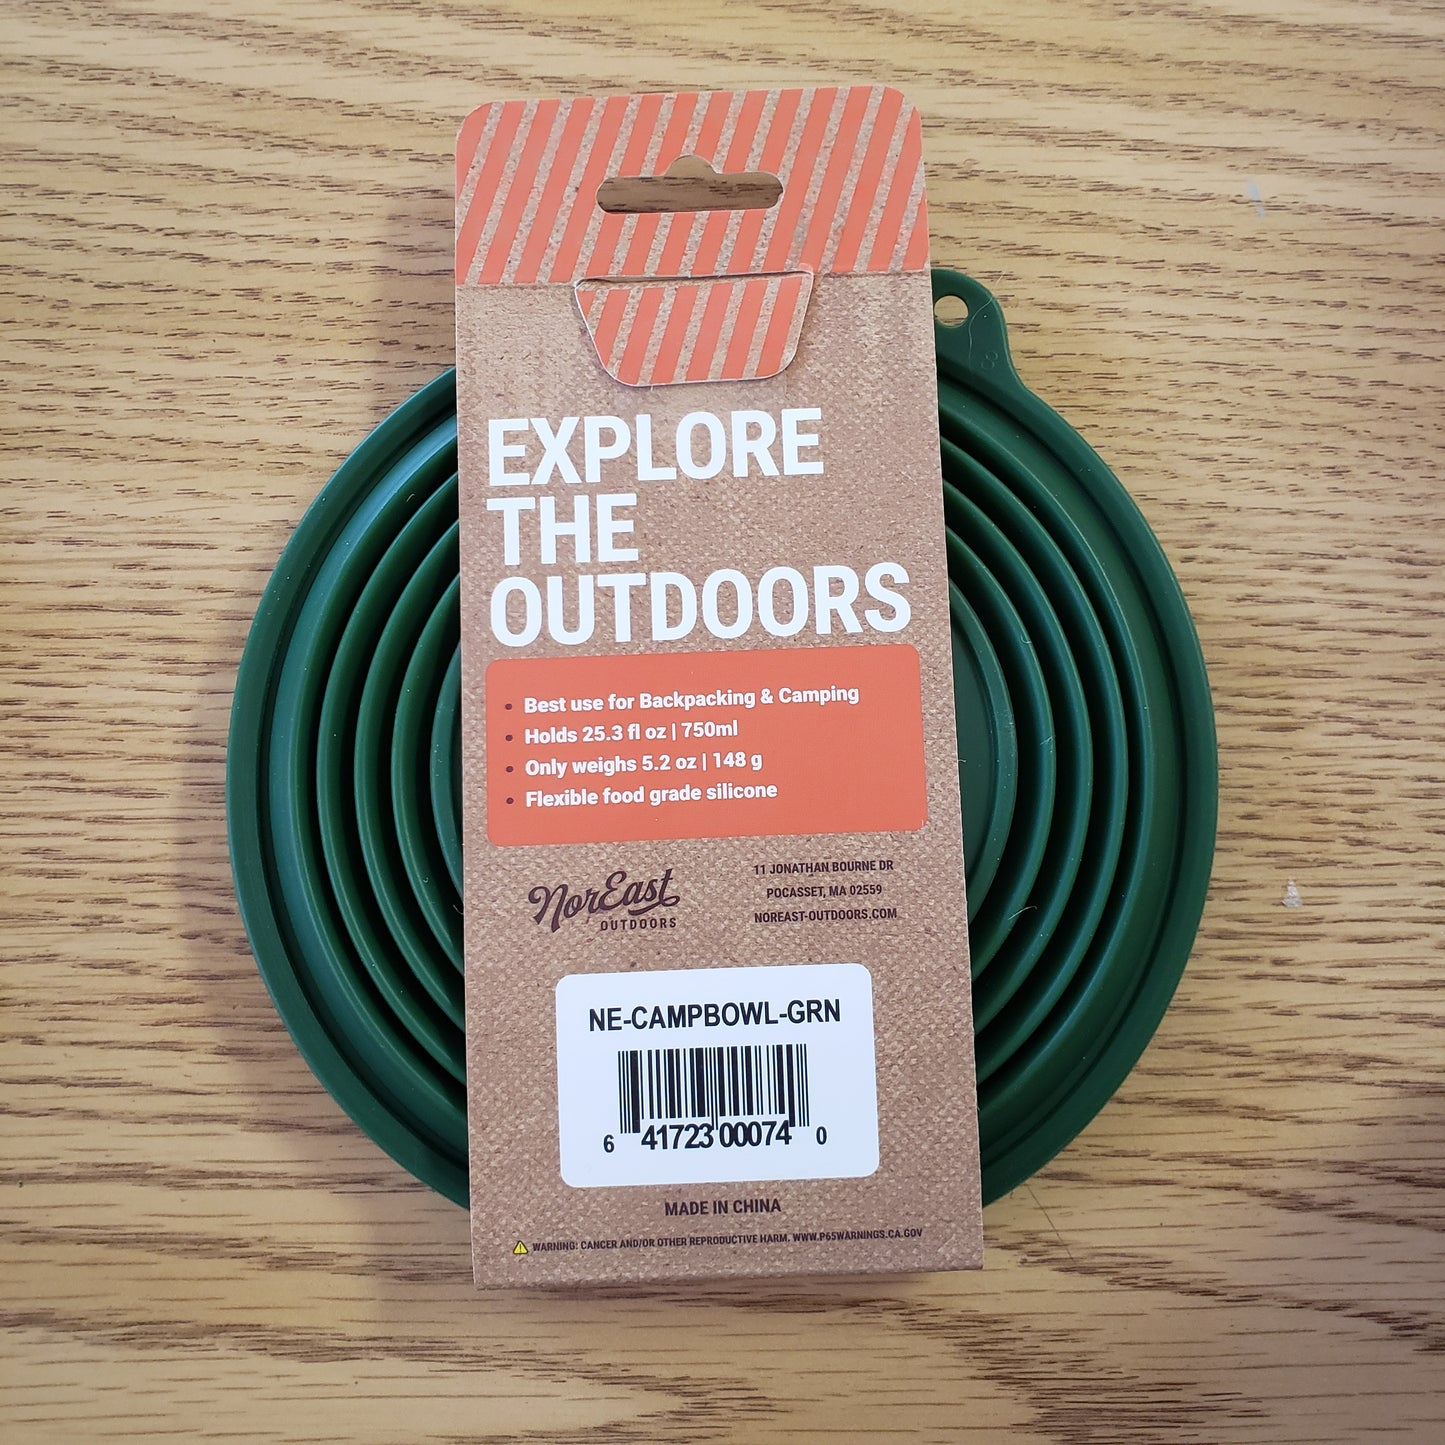 8
EXPLORE
THE
OUTDOORS
• Best use for Backpacking & Camping
• Holds 25.3 fl oz | 750ml
• Only weighs 5.2 oz | 148 g
• Flexible food grade silicone
NorEast
OUTDOORS
11 JONATHAN BOURNE DR
POCASSET, MA 02559
NOREAST-OUTDOORS.COM
NE-CAMPBOWL-GRN
6 41723 00074 0
MADE IN CHINA
WARNING: CANCER AND/OR OTHER REPRODUCTIVE HARM. WWW.P65WARNINGS.CA.GOV